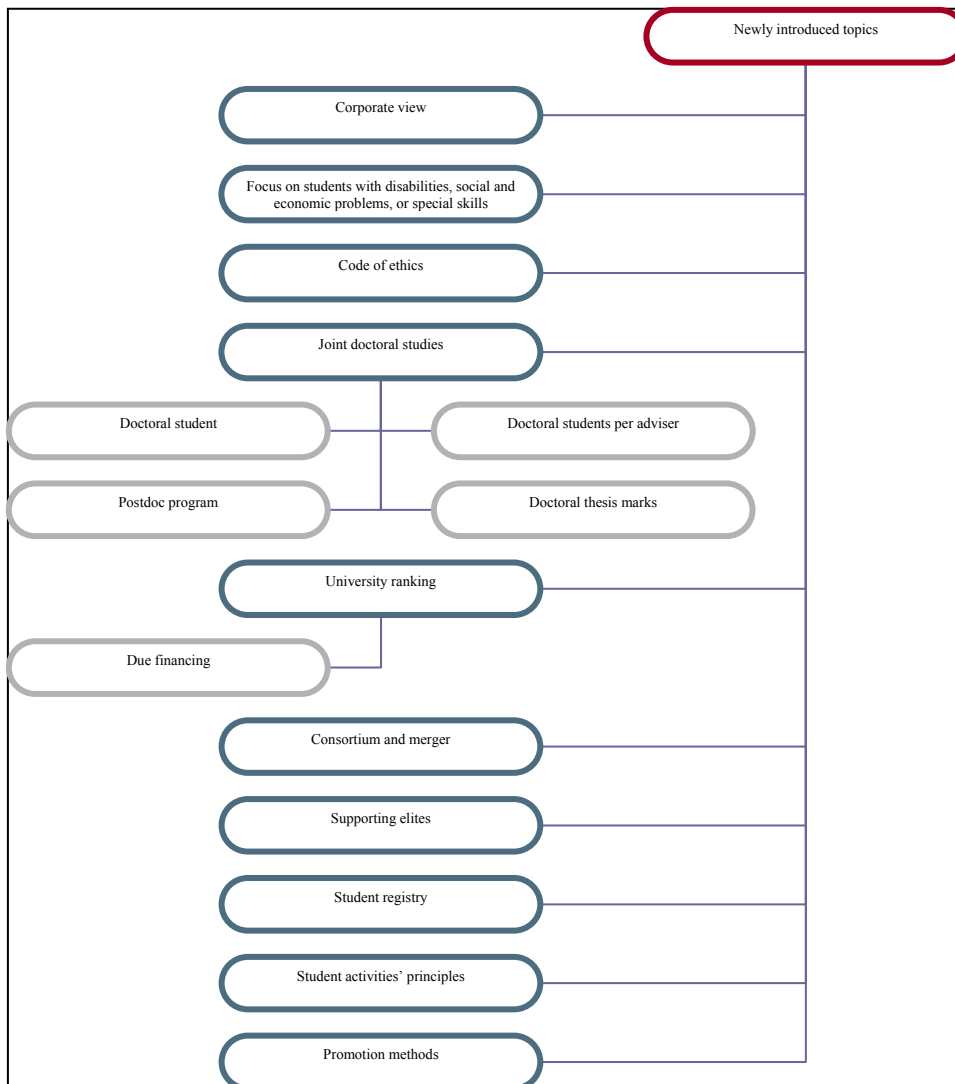 Newly introduced topics
Corporate view
Focus on students with disabilities, social and
economic problems, or special skills
Code of ethics
Joint doctoral studies
Doctoral student
Doctoral students per adviser
Postdoc program
Doctoral thesis marks
University ranking
Due financing
Consortium and merger
Supporting elites
Student registry
Student activities’ principles
Promotion methods